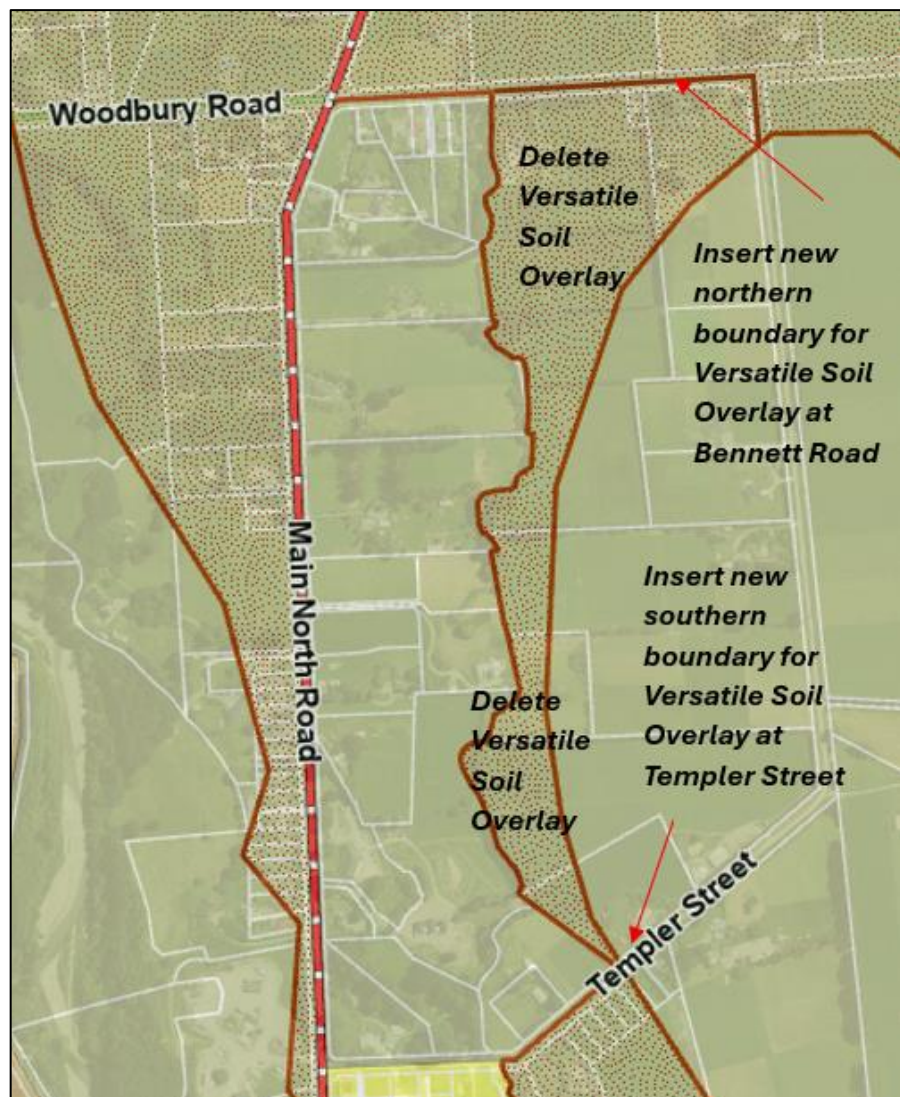 Woodbury Road
Delete
Versatile
Soil
Overlay
Insert new
northern
boundary for
Versatile Soil
Overlay at
Bennett Road
Main North Road
Insert new
southern
boundary for
Versatile Soil
Overlay at
Templer Street
Delete
Versatile
Soil
Overlay
Templer Street